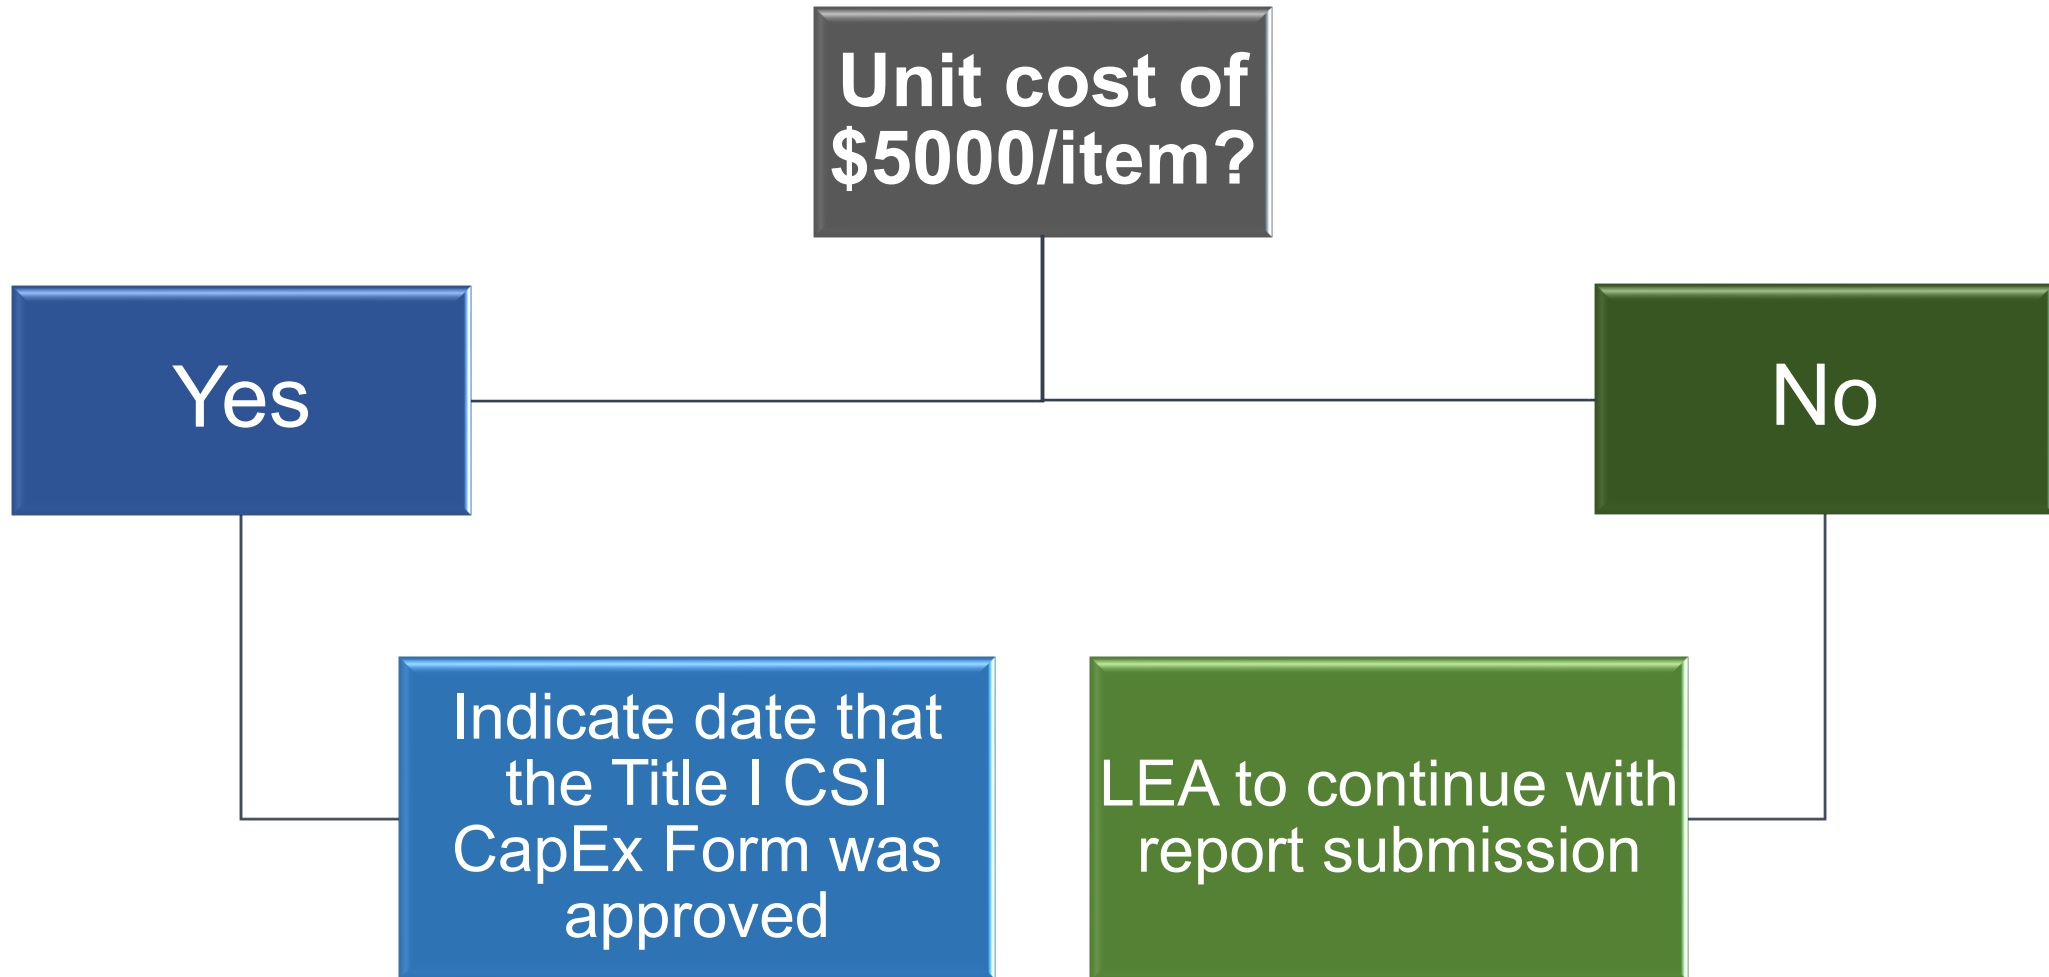 Unit cost of
$5000/item?
Yes
No
Indicate date that
the Title I CSI
CapEx Form was
approved
LEA to continue with
report submission